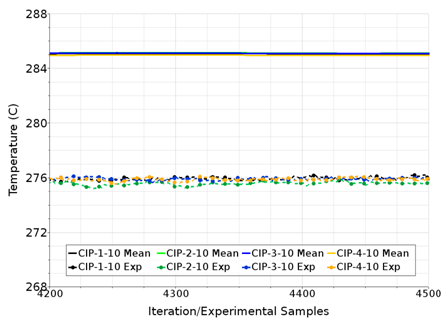 288
284
280
276
272
268
Temperature (C)
CIP-1-10 Mean CIP-2-10 Mean CIP-3-10 Mean CIP-4-10 Mean
CIP-1-10 Exp CIP-2-10 Exp CIP-3-10 Exp CIP-4-10 Exp
4200 4300 4400 4500
Iteration/Experimental Samples